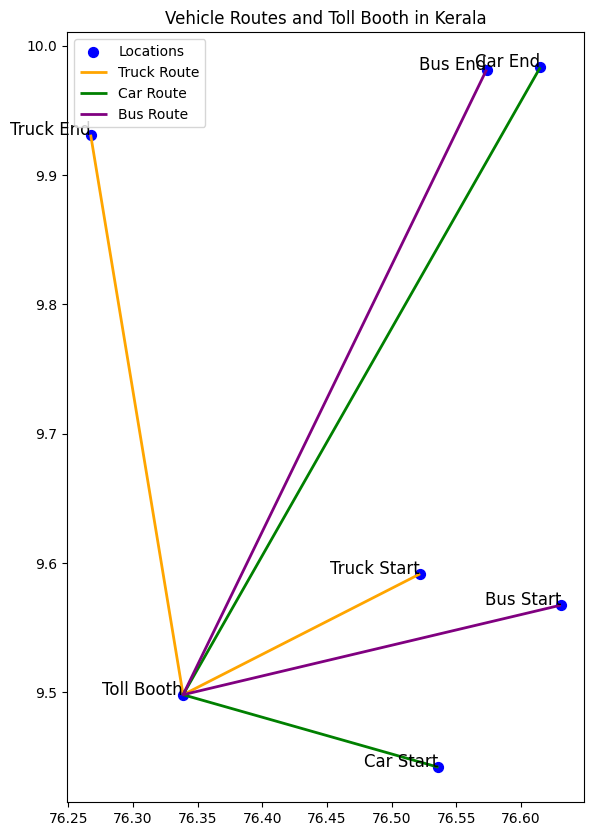 Vehicle Routes and Toll Booth in Kerala
Locations
Truck Route
Car Route
Bus Route
Bus End
Car End
Truck End
Truck Start
Bus Start
Toll Booth
Car Start
10.0
9.9
9.8
9.7
9.6
9.5
76.25 76.30 76.35 76.40 76.45 76.50 76.55 76.60